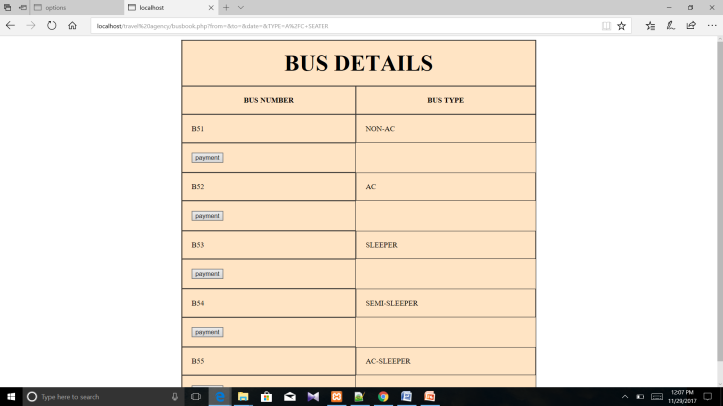 options
localhost
localhost/travel%20agency/busbook.php?from=&to=&date=&TYPE=A%2FC+SEATER
BUS DETAILS
BUS NUMBER BUS TYPE
B51 NON-AC
payment
B52 AC
payment
B53 SLEEPER
payment
B54 SEMI-SLEEPER
payment
B55 AC-SLEEPER
Type here to search
12:07 PM
11/29/2017